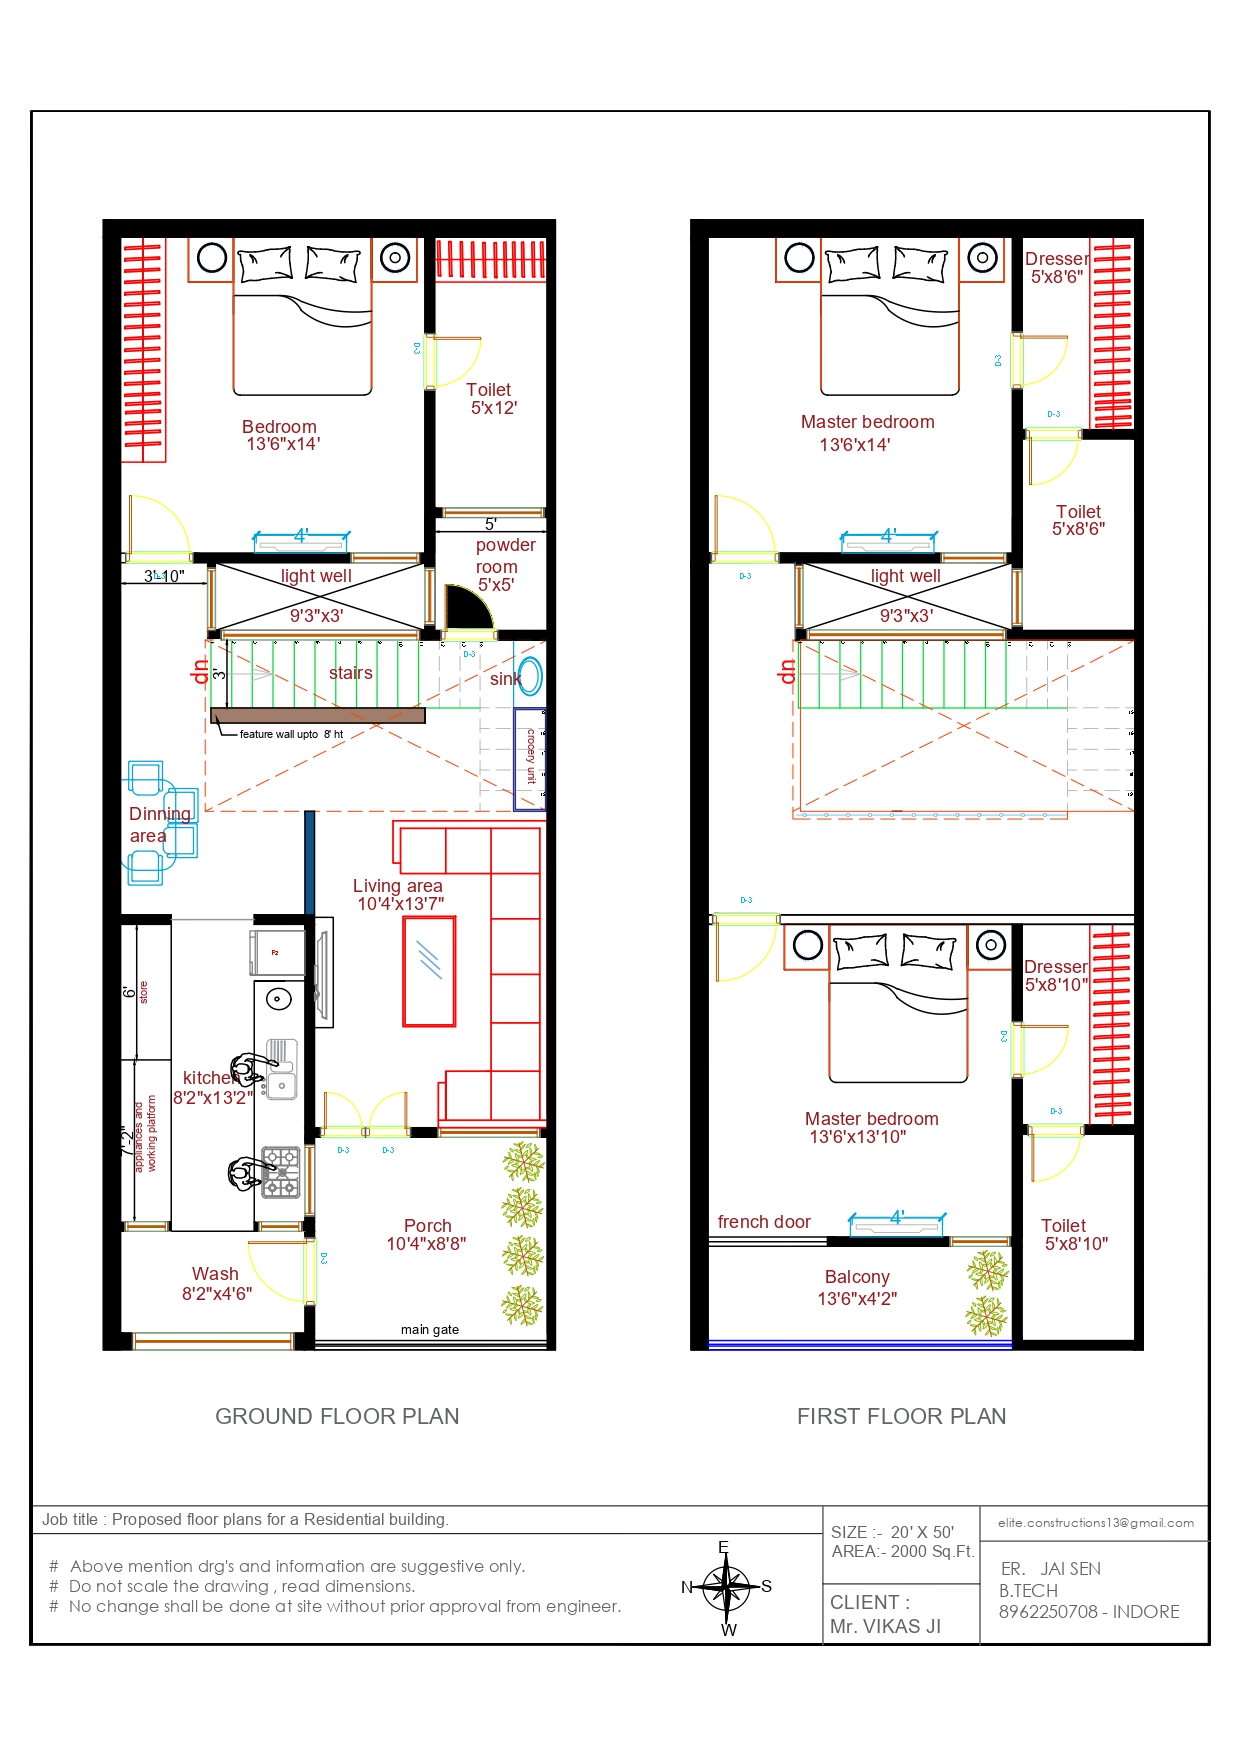 D-3
Toilet
5'x12'
Bedroom
13'6"x14'
4'
5'
powder
room
5'x5'
D-3
3'-10"
light well
9'3"x3'
D-3
up
3'
stairs
sink
feature wall upto 8' ht
crocery unit
Dinning
area
Living area
10'4'x13'7"
6'
store
kitchen
8'2"x13'2"
7'-2"
appliances and
working platform
D-3
D-3
Porch
10'4"x8'8"
D-3
Wash
8'2"x4'6"
main gate
GROUND FLOOR PLAN
Dresser
5'x8'6"
D-3
D-3
Master bedroom
13'6'x14'
Toilet
5'x8'6"
4'
D-3
light well
9'3"x3'
D-3
Dresser
5'x8'10"
D-3
D-3
Master bedroom
13'6'x13'10"
french door
4'
Toilet
5'x8'10"
Balcony
13'6"x4'2"
FIRST FLOOR PLAN
Job title : Proposed floor plans for a Residential building.
# Above mention drg's and information are suggestive only.
# Do not scale the drawing , read dimensions.
# No change shall be done at site without prior approval from engineer.
E
N
S
W
SIZE :- 20' X 50'
AREA:- 2000 Sq.Ft.
CLIENT :
Mr. VIKAS JI
elite.constructions13@gmail.com
ER. JAI SEN
B.TECH
8962250708 - INDORE